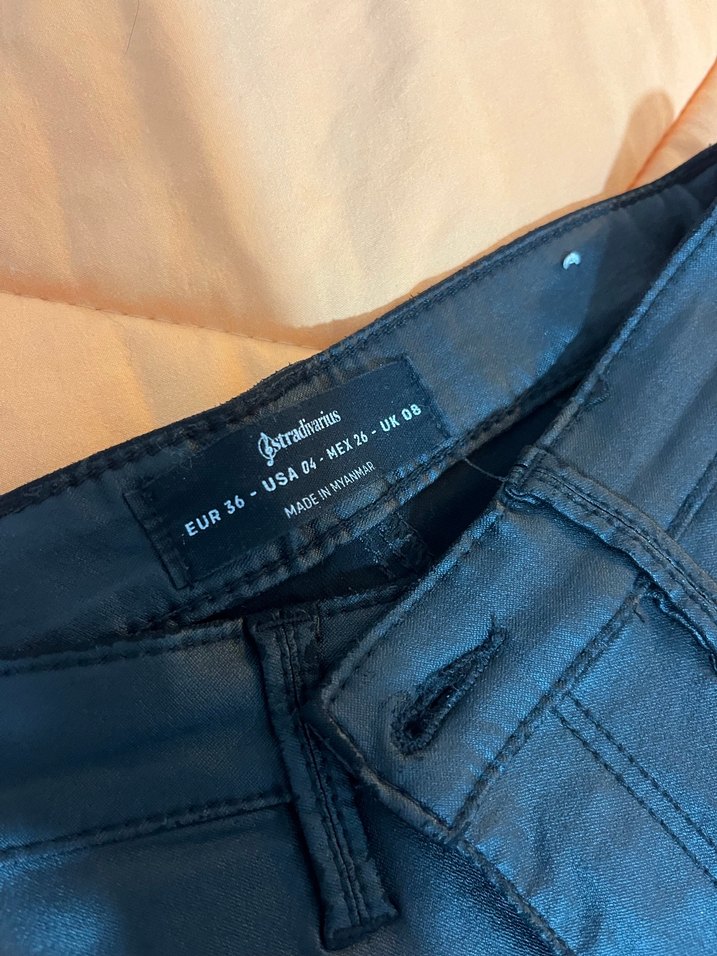 stradivarius
EUR 36 - USA 04 - MEX 26 - UK 08
MADE IN MYANMAR